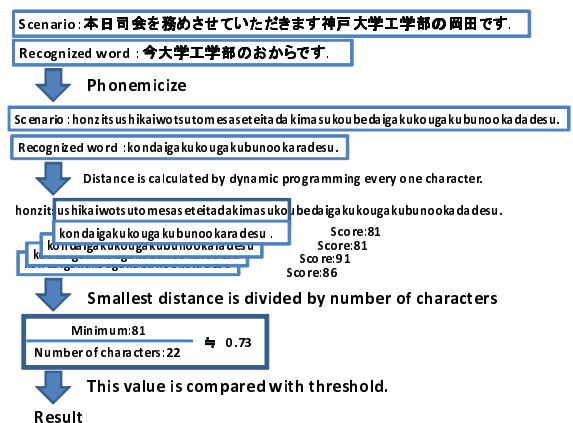 Scenario : 本日司会を務めさせていただきます神戸大学工学部の岡田です.
Recognized word : 今大学工学部のおからです.
Phonemicize
Scenario : honzitsushikaiwotsutomesaseteitadakimasukoubedaigakukougakubunookadadesu.
Recognized word : kondaigakukougakubunookaradesu.
Distance is calculated by dynamic programming every one character.
honzitsushikaiwotsutomesaseteitadakimasukoubedaigakukougakubunookadadesu.
kondaigakukougakubunookaradesu .
Score:81
kondaigakukougakubunookaradesu
Score:81
Score:91
kondaigakukougakubunookaradesu
Score:86
Smallest distance is divided by number of characters
Minimum:81
Number of characters:22
≒ 0.73
This value is compared with threshold.
Result